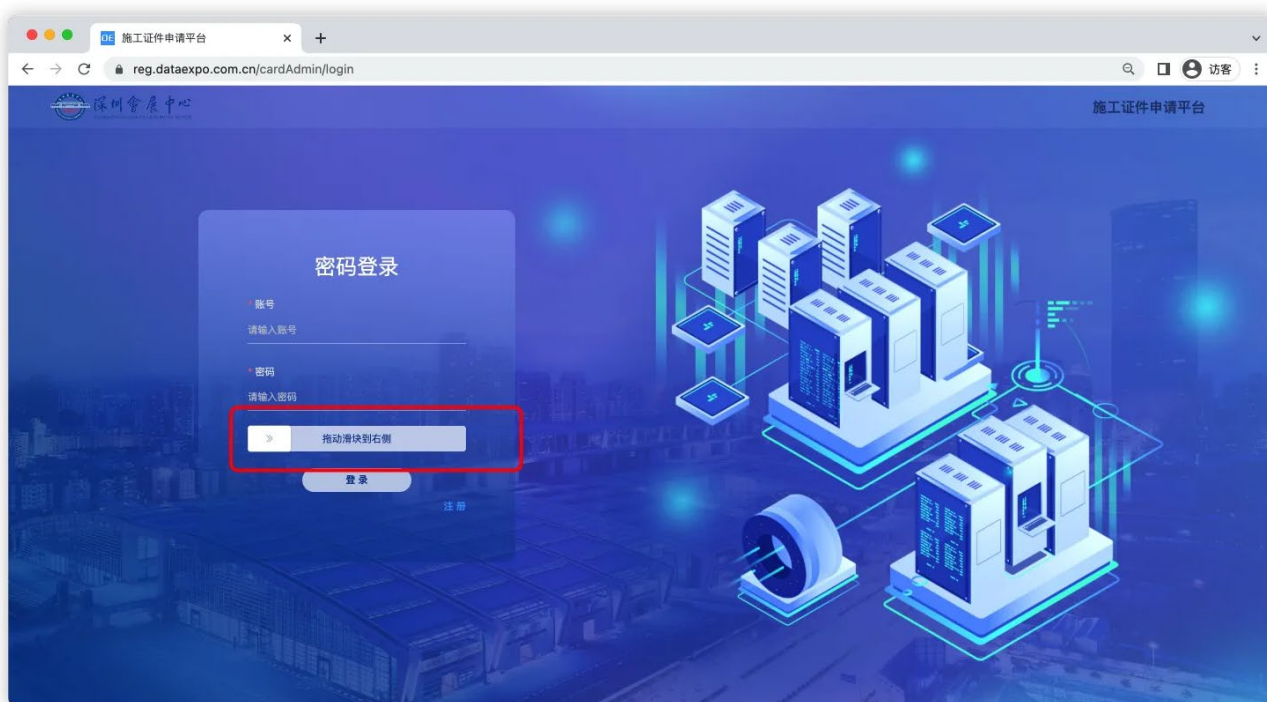 施工证件申请平台
reg.dataexpo.com.cn/cardAdmin/login
访客
深圳会展中心
施工证件申请平台
密码登录
* 账号
请输入账号
* 密码
请输入密码
拖动滑块到右侧
登 录
注 册